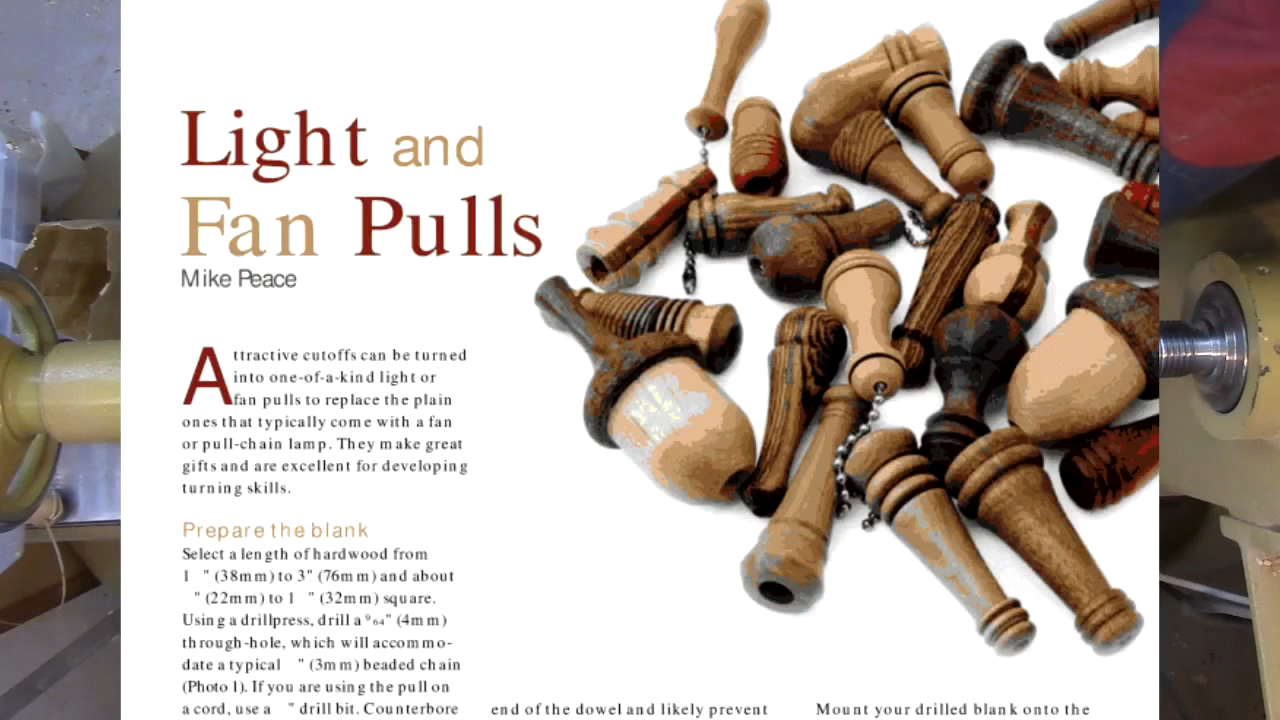 Light and
Fan Pulls
Mike Peace
Attractive cutoffs can be turned
into one-of-a-kind light or
fan pulls to replace the plain
ones that typically come with a fan
or pull-chain lamp. They make great
gifts and are excellent for developing
turning skills.
Prepare the blank
Select a length of hardwood from
1 " (38mm) to 3" (76mm) and about
" (22mm) to 1 " (32mm) square.
Using a drillpress, drill a 9/64" (4mm)
through-hole, which will accommo-
date a typical " (3mm) beaded chain
(Photo 1). If you are using the pull on
a cord, use a " drill bit. Counterbore
end of the dowel and likely prevent
Mount your drilled blank onto the